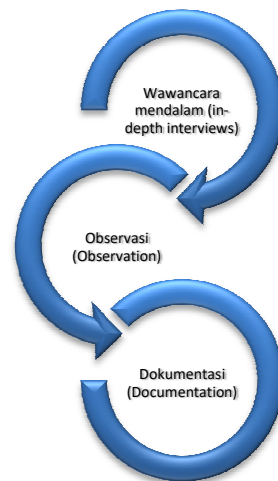 Wawancara
mendalam (in-
depth interviews)
Observasi
(Observation)
Dokumentasi
(Documentation)